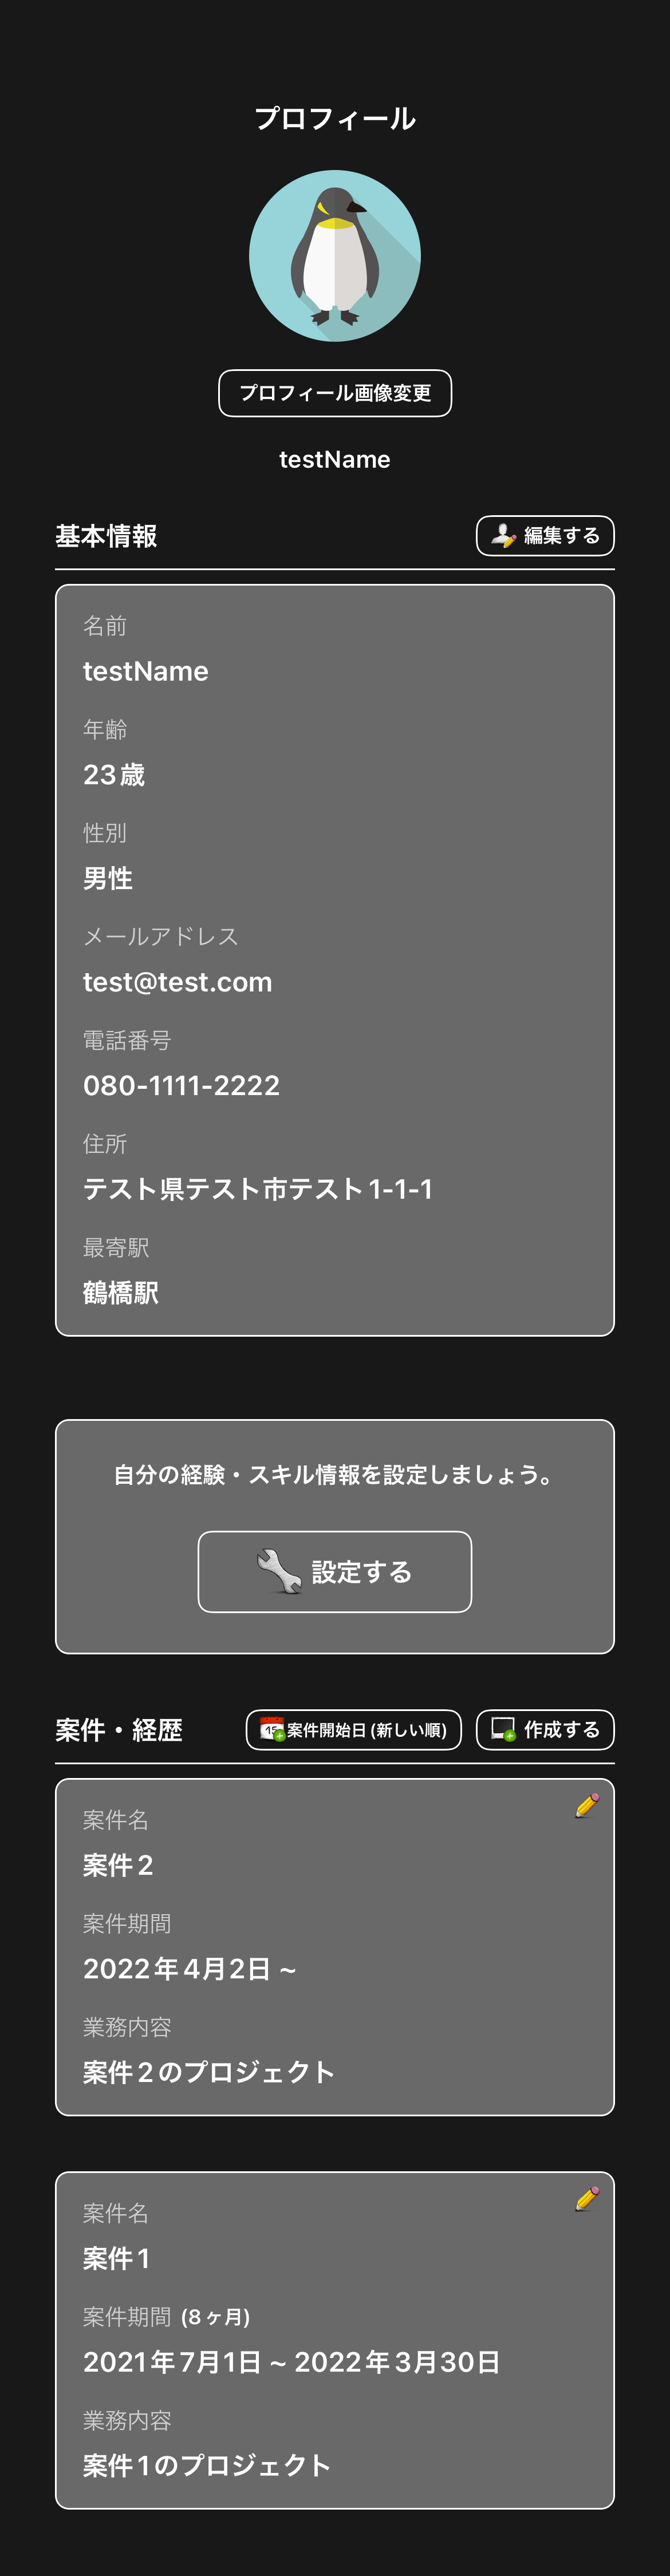 プロフィール
プロフィール画像変更
testName
基本情報
編集する
名前
testName
年齢
23歳
性別
男性
メールアドレス
test@test.com
電話番号
080-1111-2222
住所
テスト県テスト市テスト1-1-1
最寄駅
鶴橋駅
自分の経験・スキル情報を設定しましょう。
設定する
案件・経歴
15
案件開始日(新しい順)
作成する
案件名
案件2
案件期間
2022年4月2日 ~
業務内容
案件2のプロジェクト
案件名
案件1
案件期間 (8ヶ月)
2021年7月1日 ~ 2022年3月30日
業務内容
案件1のプロジェクト